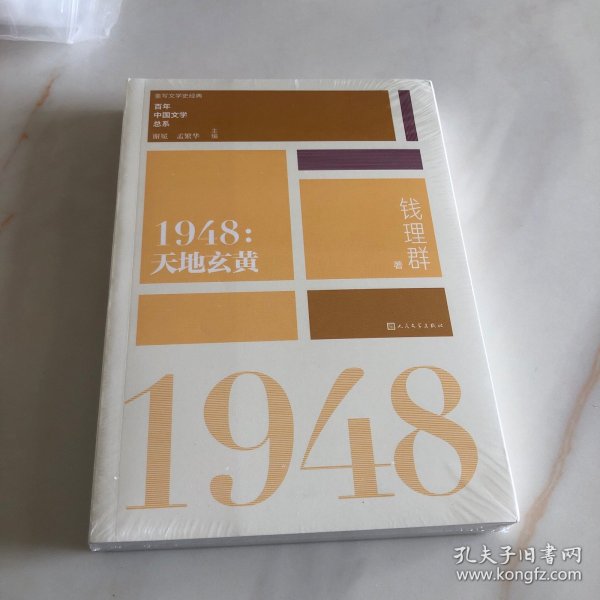 重写文学史经典
百年
中国文学
总系
谢冕 孟繁华 主编
1948：
天地玄黄
钱理群 著
人民文学出版社
1948
孔夫子旧书网
www.kongfz.com